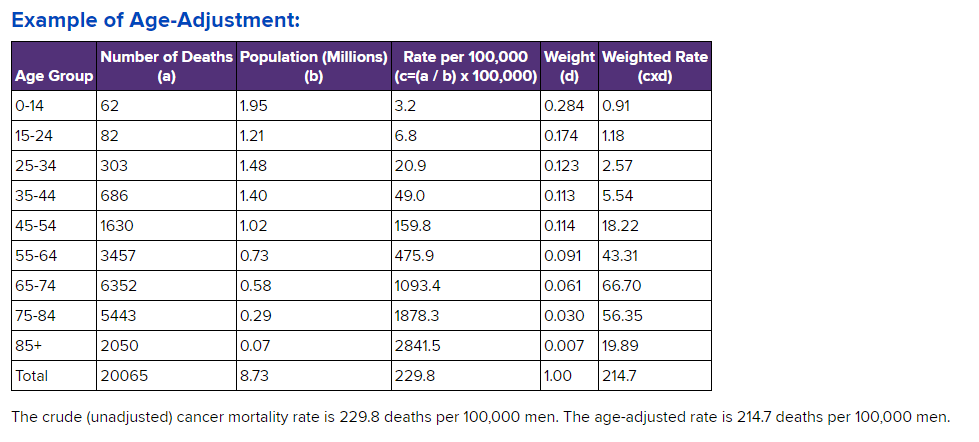 Example of Age-Adjustment:
Number of Deaths Population (Millions) Rate per 100,000 Weight Weighted Rate
Age Group (a) (b) (c=(a / b) x 100,000) (d) (cxd)
0-14 62 1.95 3.2 0.284 0.91
15-24 82 1.21 6.8 0.174 1.18
25-34 303 1.48 20.9 0.123 2.57
35-44 686 1.40 49.0 0.113 5.54
45-54 1630 1.02 159.8 0.114 18.22
55-64 3457 0.73 475.9 0.091 43.31
65-74 6352 0.58 1093.4 0.061 66.70
75-84 5443 0.29 1878.3 0.030 56.35
85+ 2050 0.07 2841.5 0.007 19.89
Total 20065 8.73 229.8 1.00 214.7
The crude (unadjusted) cancer mortality rate is 229.8 deaths per 100,000 men. The age-adjusted rate is 214.7 deaths per 100,000 men.